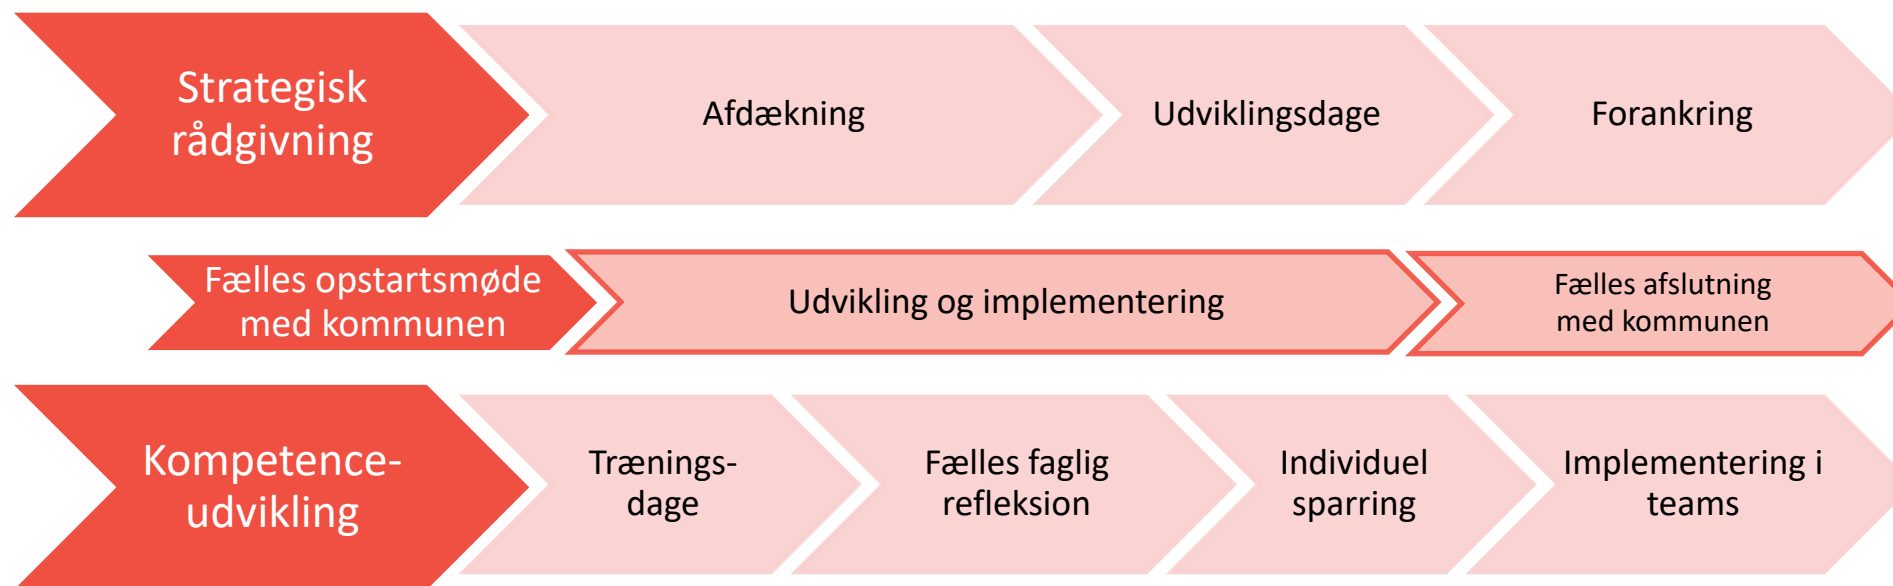 Strategisk
rådgivning
Afdækning
Udviklingsdage
Forankring
Fælles opstartsmøde
med kommunen
Udvikling og implementering
Fælles afslutning
med kommunen
Kompetence-
udvikling
Trænings-
dage
Fælles faglig
refleksion
Individuel
sparring
Implementering i
teams